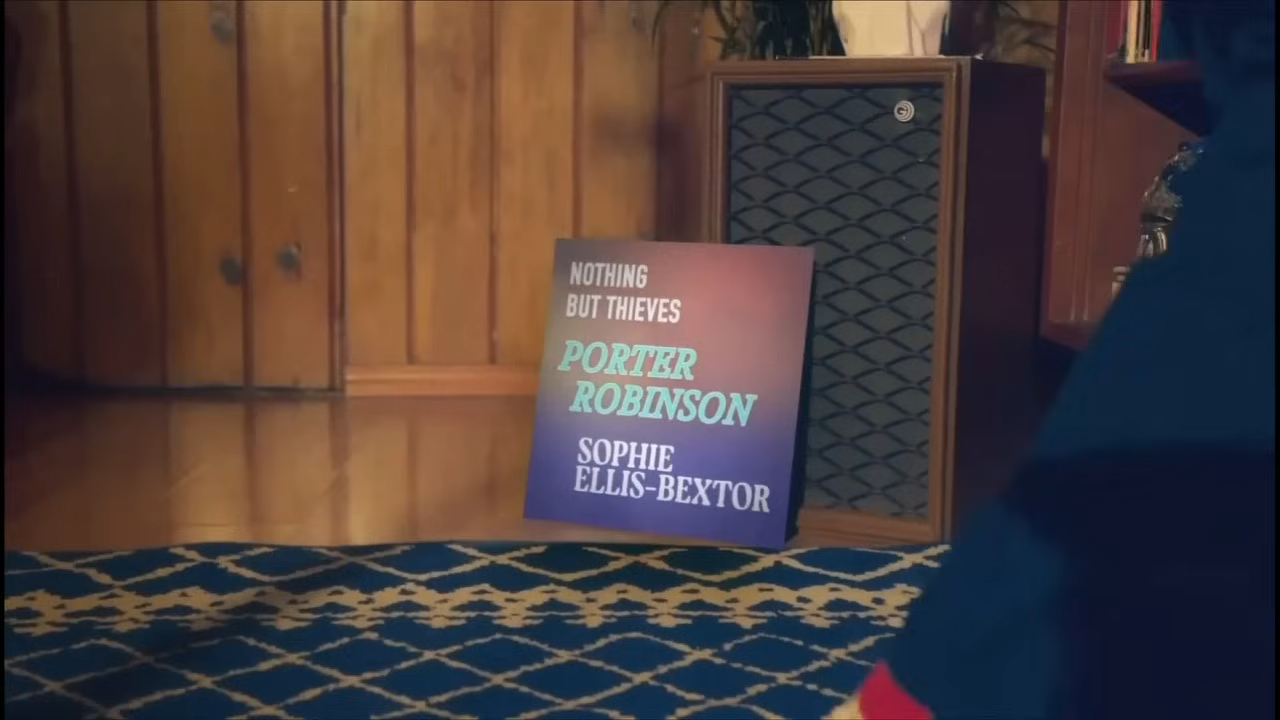 NOTHING
BUT THIEVES
PORTER
ROBINSON
SOPHIE
ELLIS-BEXTOR